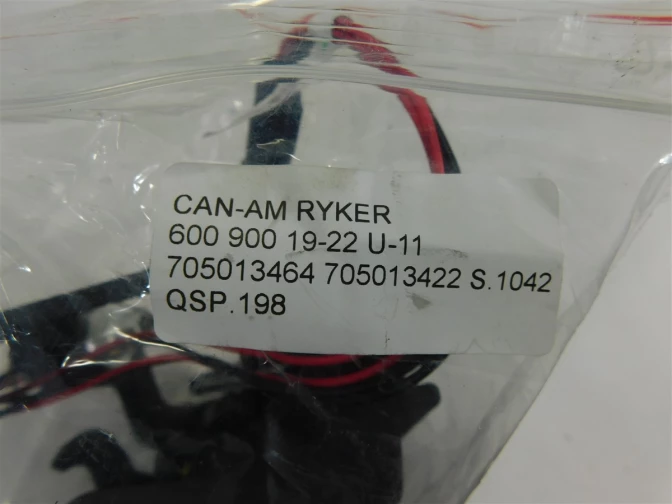 CAN-AM RYKER
600 900 19-22 U-11
705013464 705013422 S.1042
QSP.198